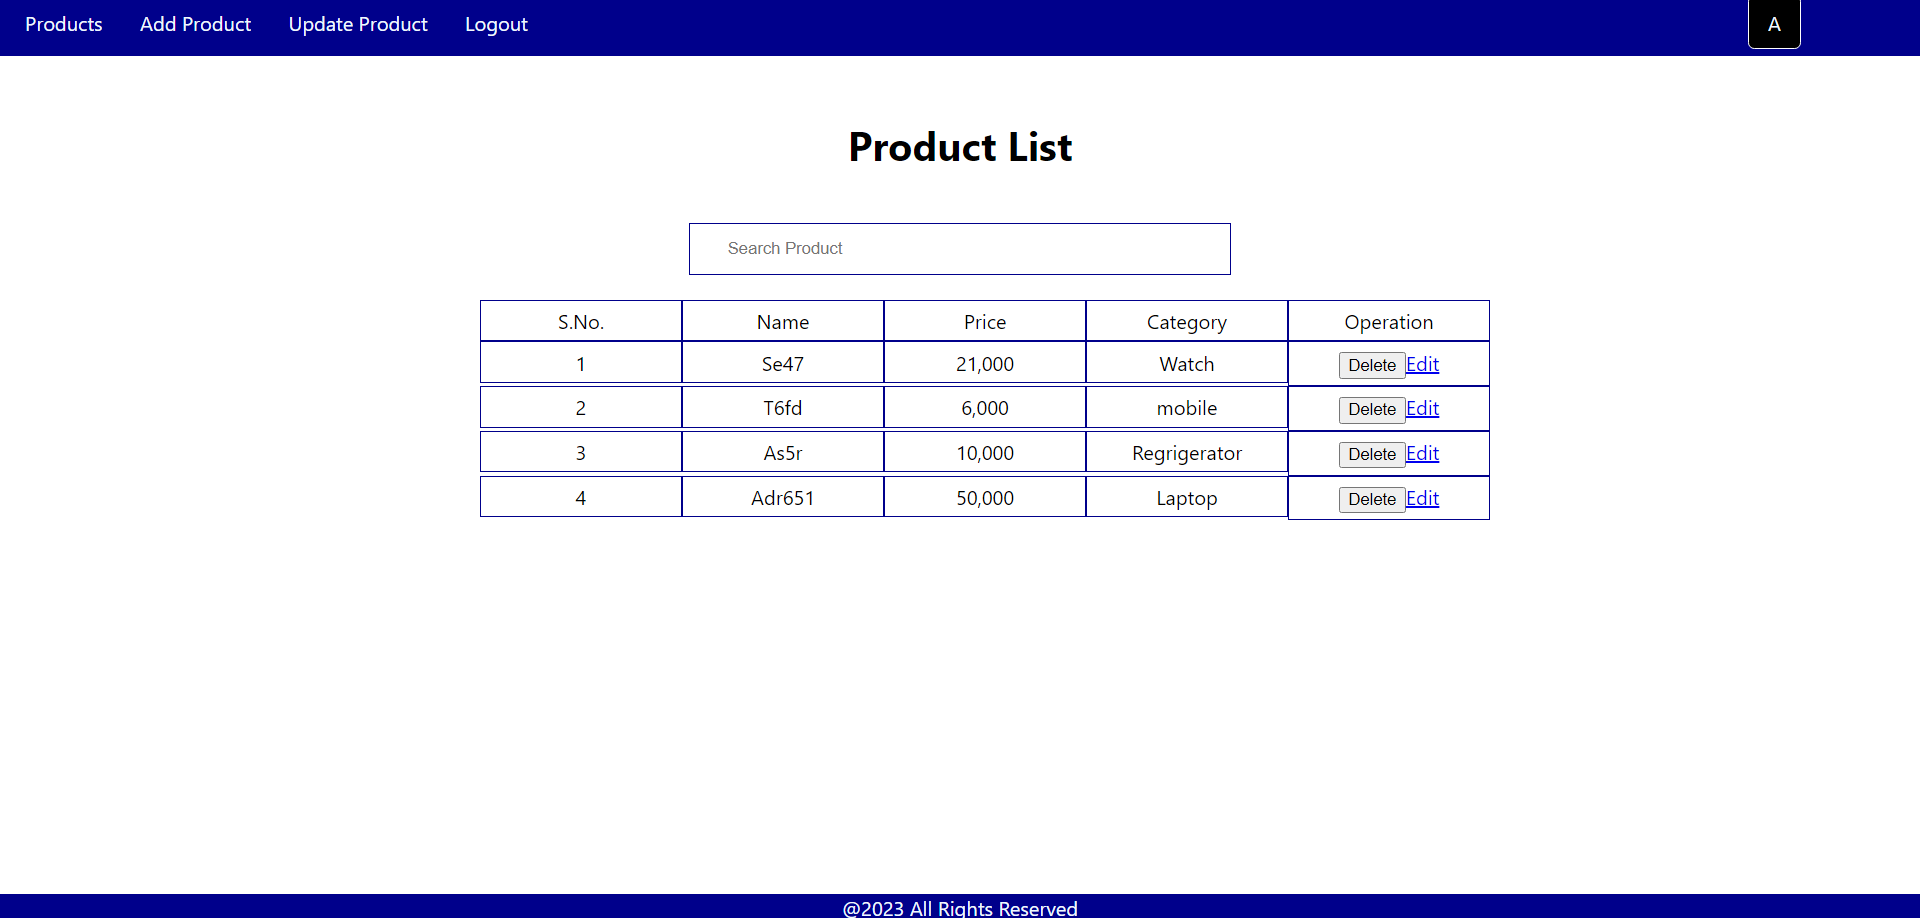 Products Add Product Update Product Logout A
Product List
Search Product
S.No. Name Price Category Operation
1 Se47 21,000 Watch Delete Edit
2 T6fd 6,000 mobile Delete Edit
3 As5r 10,000 Regrigerator Delete Edit
4 Adr651 50,000 Laptop Delete Edit
@2023 All Rights Reserved